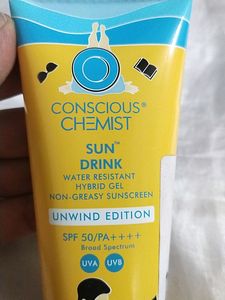 CONSCIOUS®
CHEMIST
SUN™
DRINK
WATER RESISTANT
HYBRID GEL
NON-GREASY SUNSCREEN
UNWIND EDITION
SPF 50/PA++++
Broad Spectrum
UVA UVB